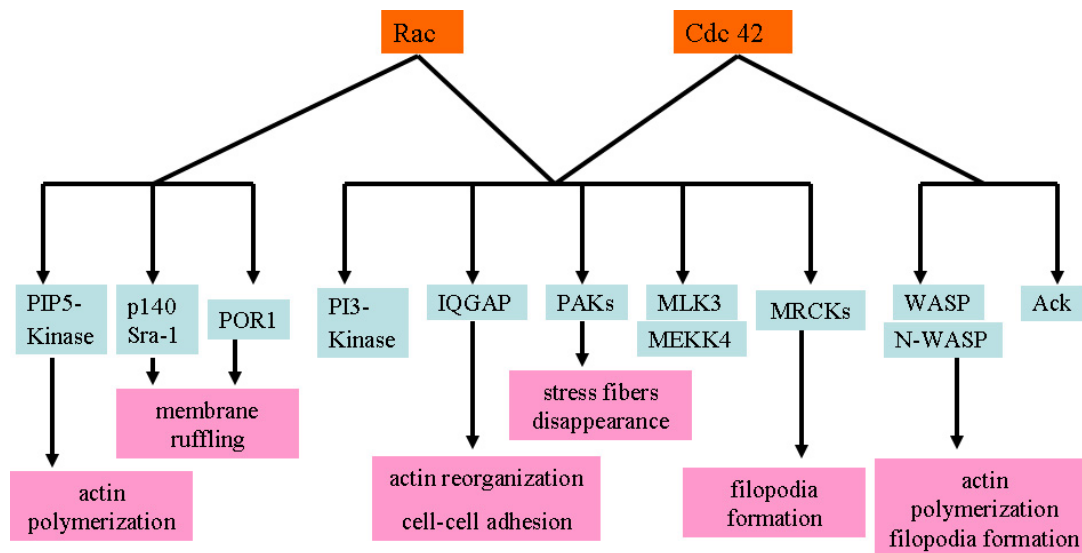 Rac
Cdc 42
PIP5-
Kinase
p140
Sra-1
POR1
PI3-
Kinase
IQGAP
PAKs
MLK3
MEKK4
MRCKs
WASP
N-WASP
Ack
membrane
ruffling
stress fibers
disappearance
actin
polymerization
actin reorganization
cell-cell adhesion
filopodia
formation
actin
polymerization
filopodia formation